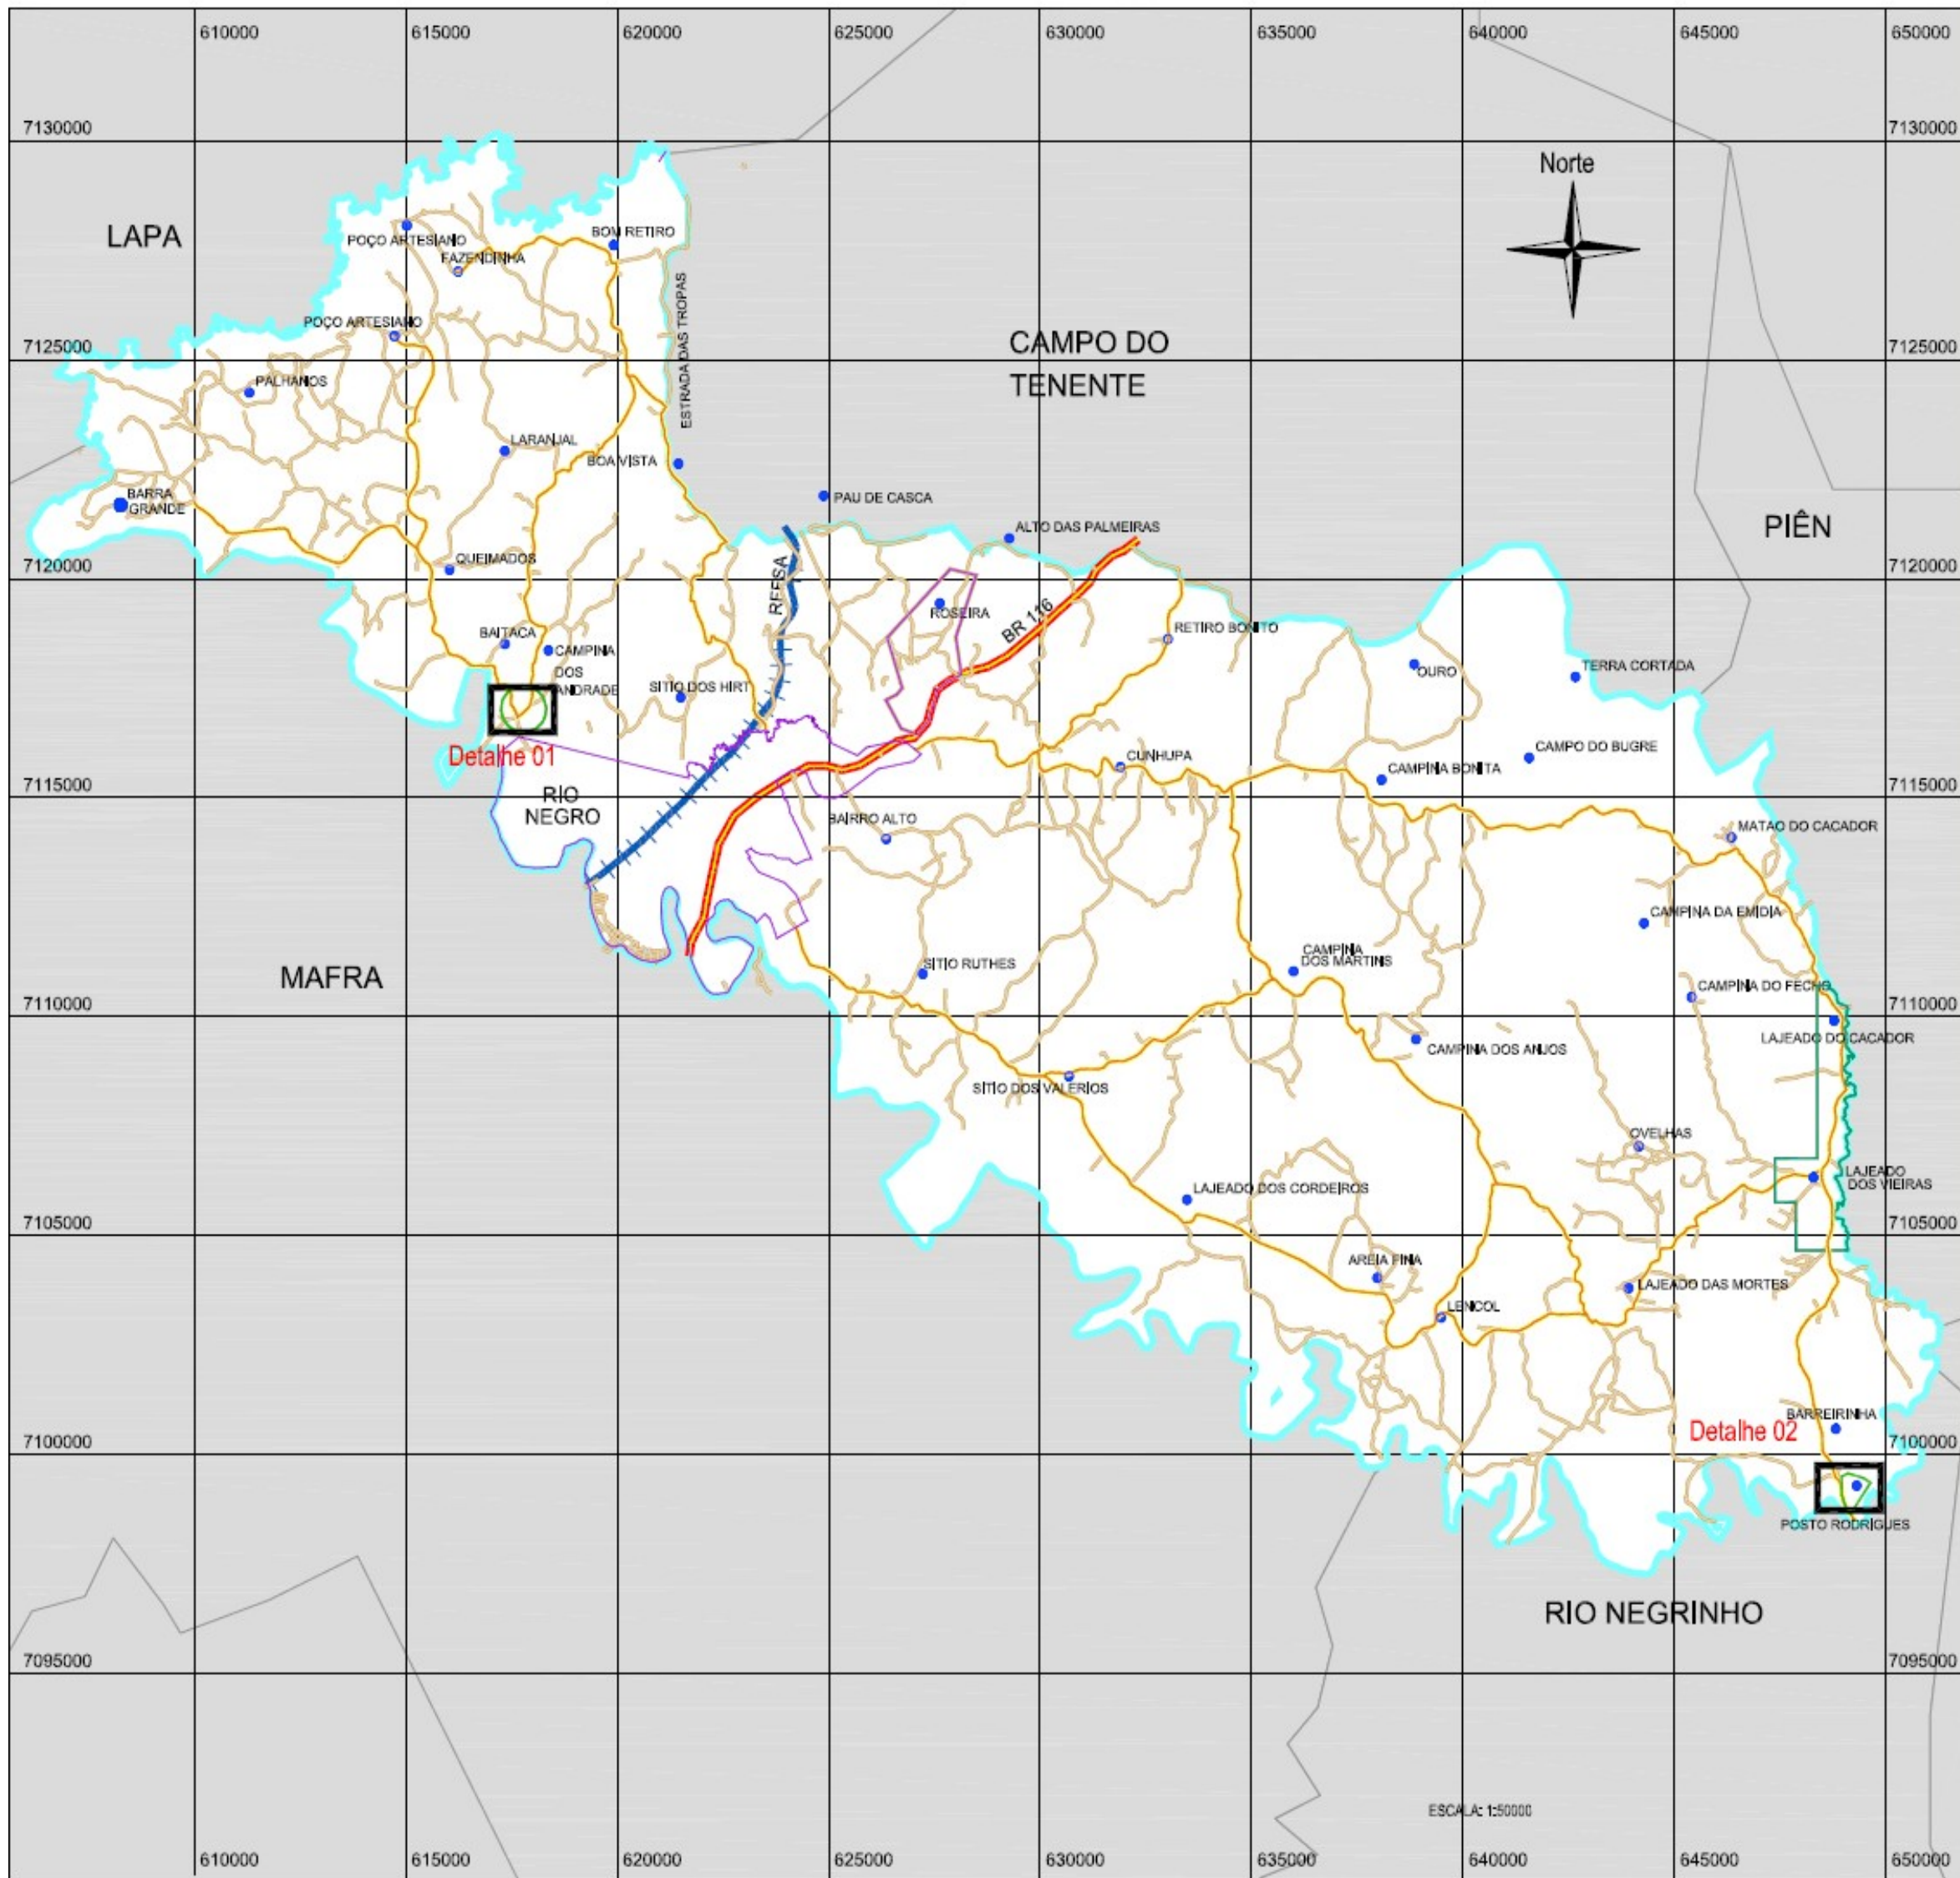 610000
615000
620000
625000
630000
635000
640000
645000
650000
7130000
7130000
Norte
LAPA
BOM RETIRO
POÇO ARTESIANO
FAZENDINHA
ESTRADA DAS TROPAS
POÇO ARTESIANO
CAMPO DO
TENENTE
7125000
7125000
PALHANOS
LARANJAL
BOA VISTA
BARRA
GRANDE
PAU DE CASCA
ALTO DAS PALMEIRAS
PIÊN
QUEIMADOS
7120000
7120000
RFFSA
ROSEIRA
BR 116
RETIRO BONITO
BAITACA
CAMPINA
DOS
ANDRADE
SITIO DOS HIRT
OURO
TERRA CORTADA
Detalhe 01
CUNHUPA
CAMPO DO BUGRE
CAMPINA BONITA
7115000
7115000
RIO
NEGRO
BAIRRO ALTO
MATAO DO CACADOR
CAMPINA DA EMIDIA
MAFRA
SITIO RUTHES
CAMPINA
DOS MARTINS
CAMPINA DO FECHO
7110000
7110000
LAJEADO DO CACADOR
CAMPINA DOS ANJOS
SITIO DOS VALERIOS
OVELHAS
LAJEADO
DOS VIEIRAS
LAJEADO DOS CORDEIROS
7105000
7105000
AREIA FINA
LAJEADO DAS MORTES
LENCOL
BARREIRINHA
Detalhe 02
7100000
7100000
POSTO RODRIGUES
RIO NEGRINHO
7095000
7095000
ESCALA: 1:50000
610000
615000
620000
625000
630000
635000
640000
645000
650000